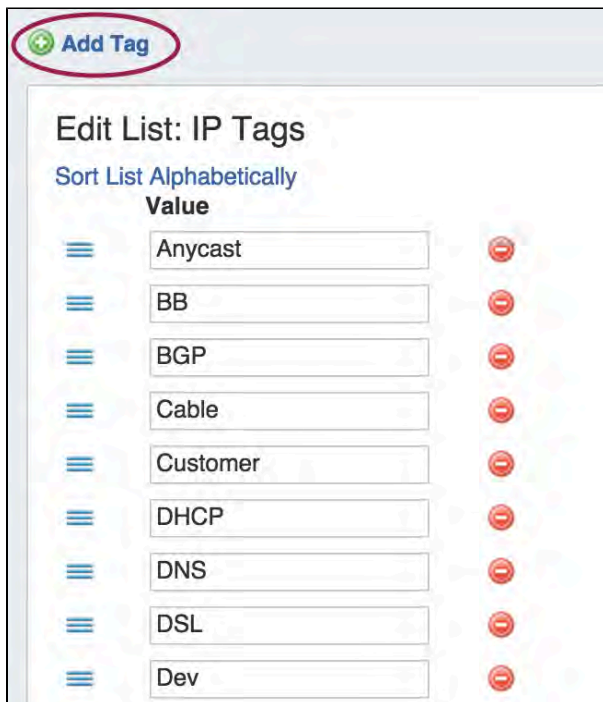 Add Tag
Edit List: IP Tags
Sort List Alphabetically
Value
Anycast
BB
BGP
Cable
Customer
DHCP
DNS
DSL
Dev